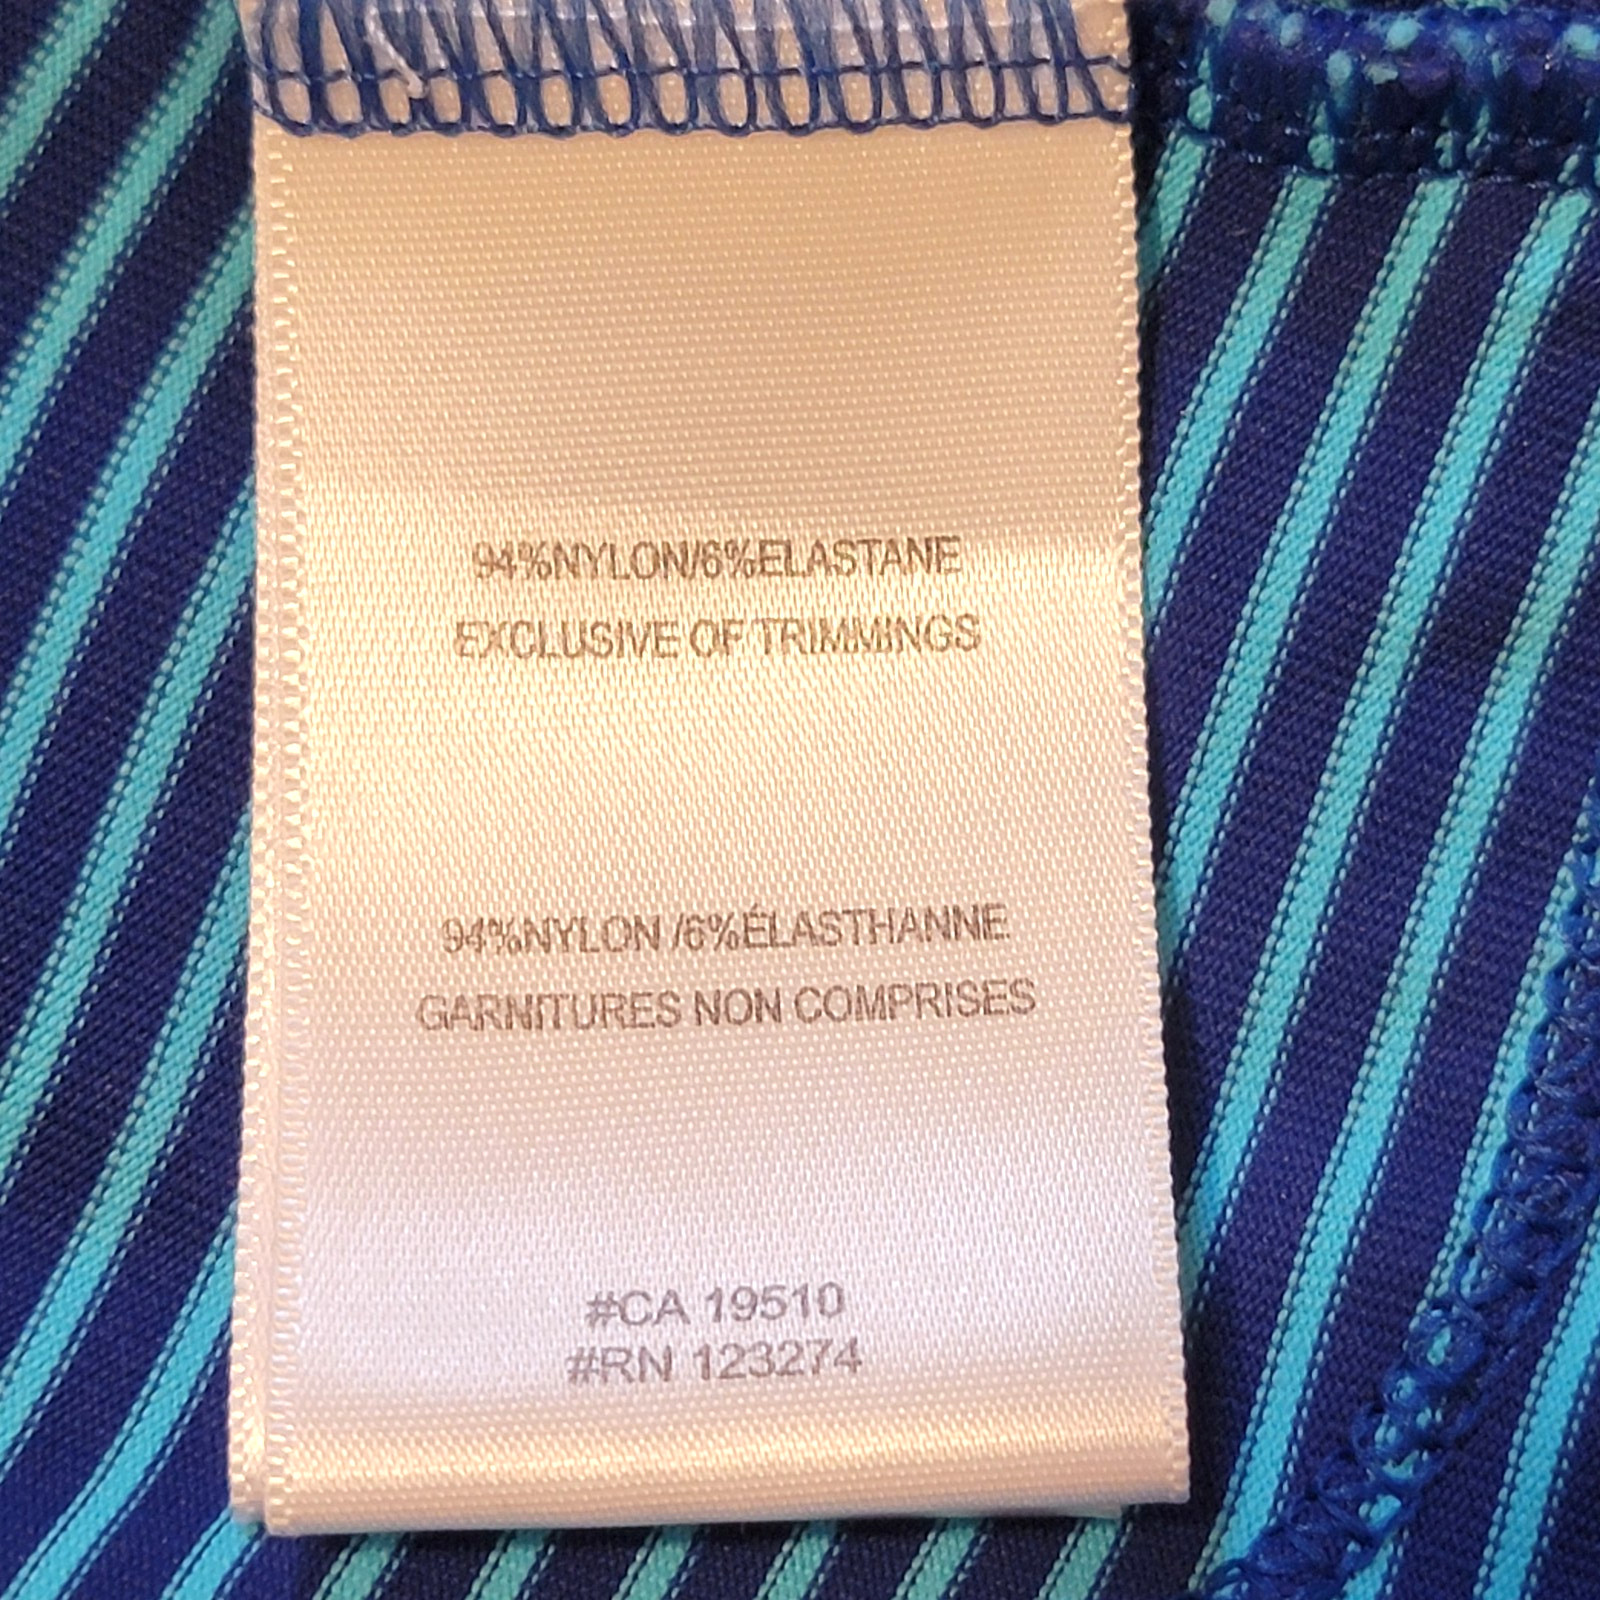 94%NYLON/6%ELASTANE
EXCLUSIVE OF TRIMMINGS
94%NYLON /6%ÉLASTHANNE
GARNITURES NON COMPRISES
#CA 19510
#RN 123274